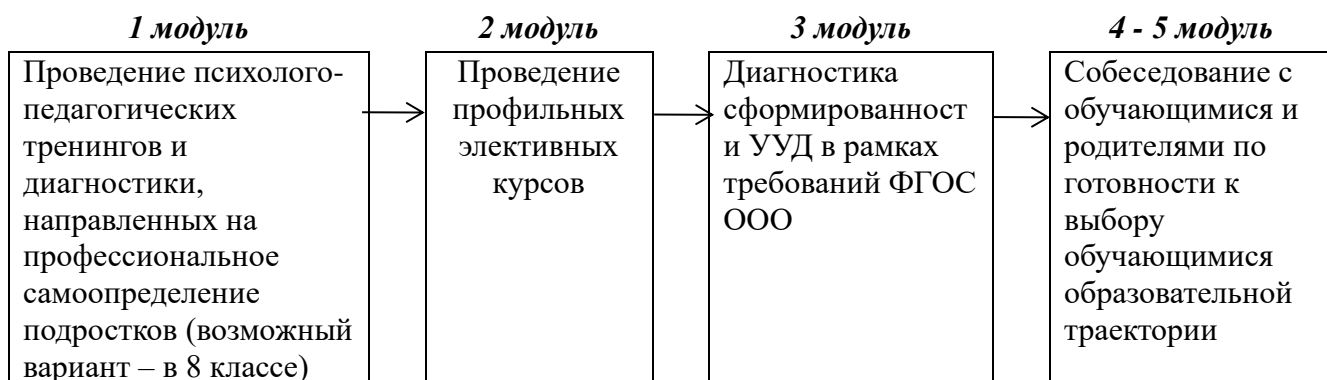 1 модуль
Проведение психолого-
педагогических
тренингов и
диагностики,
направленных на
профессиональное
самоопределение
подростков (возможный
вариант – в 8 классе)
2 модуль
Проведение
профильных
элективных
курсов
3 модуль
Диагностика
сформированност
и УУД в рамках
требований ФГОС
ООО
4 - 5 модуль
Собеседование с
обучающимися и
родителями по
готовности к
выбору
обучающимися
образовательной
траектории